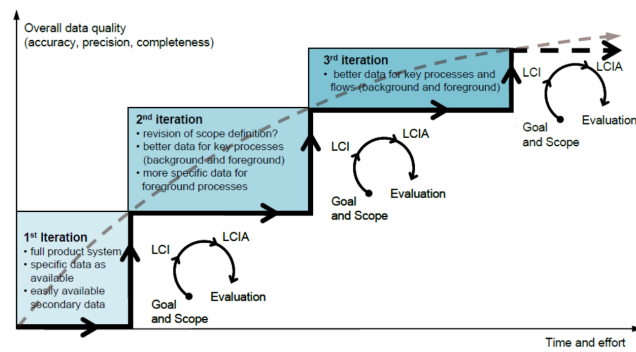 Overall data quality
(accuracy, precision, completeness)
3rd iteration
• better data for key processes and
flows (background and foreground)
LCI
LCIA
Goal
and Scope
Evaluation
2nd iteration
• revision of scope definition?
• better data for key processes
(background end foreground)
• more specific data for
foreground processes
LCI
LCIA
Goal
and Scope
Evaluation
1st Iteration
• full product system
• specific data as
available
• easily available
secondary data
LCI
LCIA
Goal
and Scope
Evaluation
Time and effort